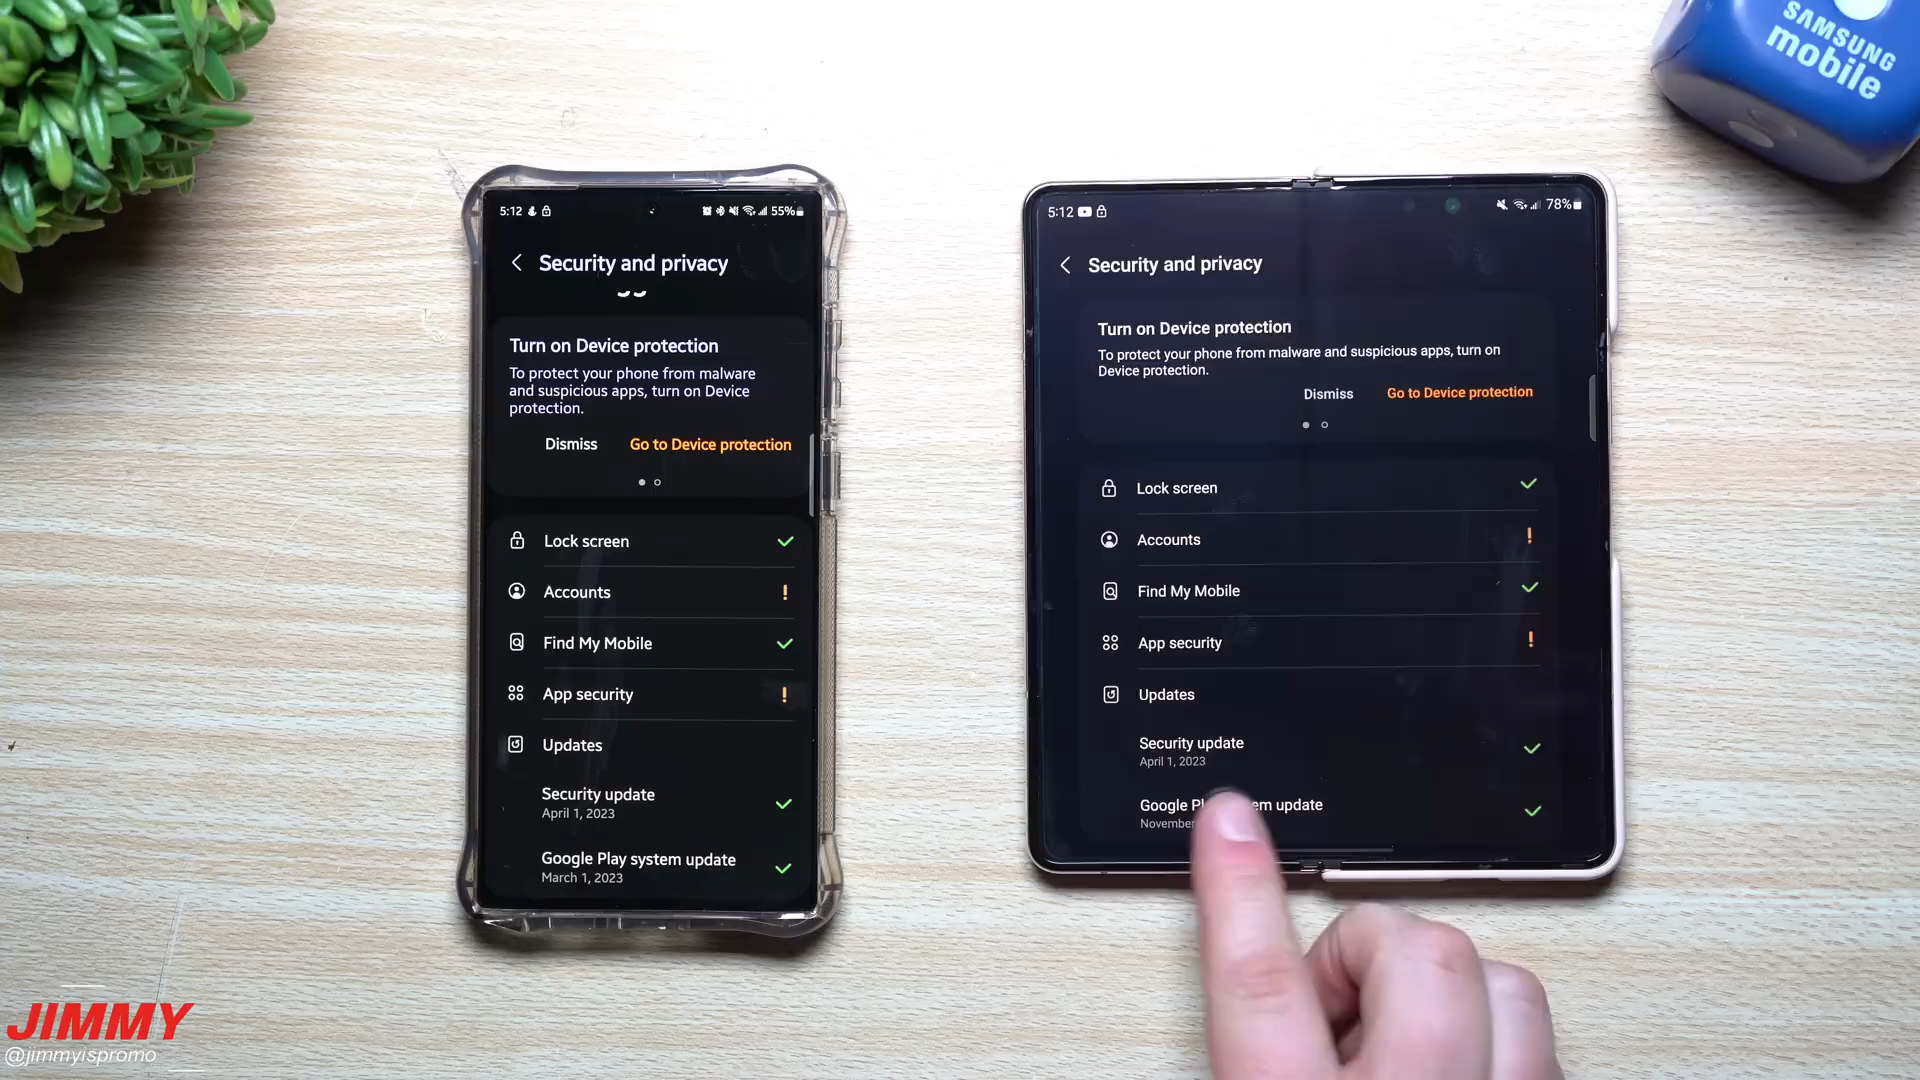 SAMSUNG
mobile
5:12
55%
Security and privacy
Turn on Device protection
To protect your phone from malware
and suspicious apps, turn on Device
protection.
Dismiss
Go to Device protection
Lock screen
Accounts
Find My Mobile
App security
Updates
Security update
April 1, 2023
Google Play system update
March 1, 2023
5:12
78%
Security and privacy
Turn on Device protection
To protect your phone from malware and suspicious apps, turn on
Device protection.
Dismiss
Go to Device protection
Lock screen
Accounts
Find My Mobile
App security
Updates
Security update
April 1, 2023
Google update
November
JIMMY
@jimmyispromo